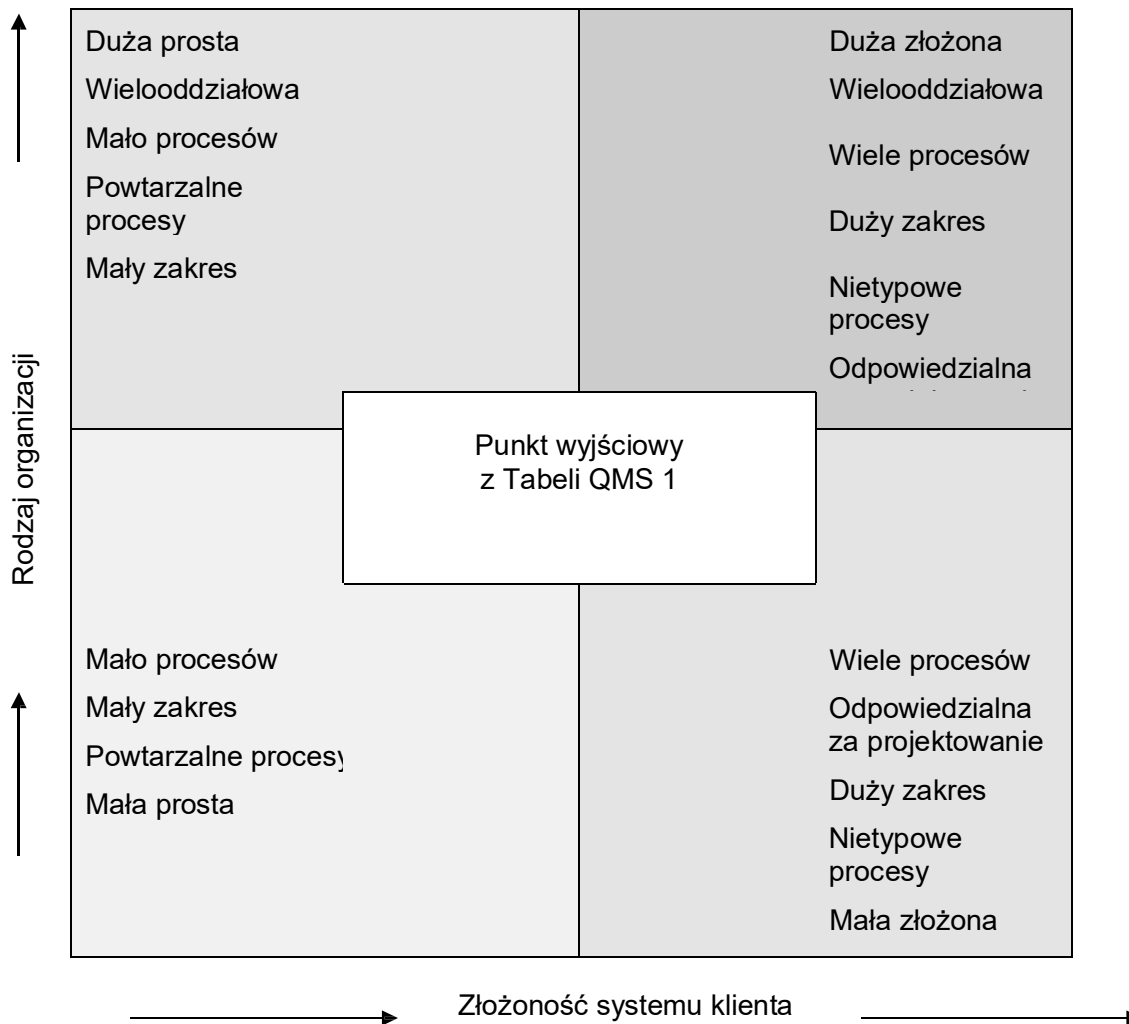 Duża prosta
Wielooddziałowa
Mało procesów
Powtarzalne
procesy
Mały zakres
Duża złożona
Wielooddziałowa
Wiele procesów
Duży zakres
Nietypowe
procesy
Odpowiedzialna
Rodzaj organizacji
Punkt wyjściowy
z Tabeli QMS 1
Mało procesów
Mały zakres
Powtarzalne procesy
Mała prosta
Wiele procesów
Odpowiedzialna
za projektowanie
Duży zakres
Nietypowe
procesy
Mała złożona
Złożoność systemu klienta